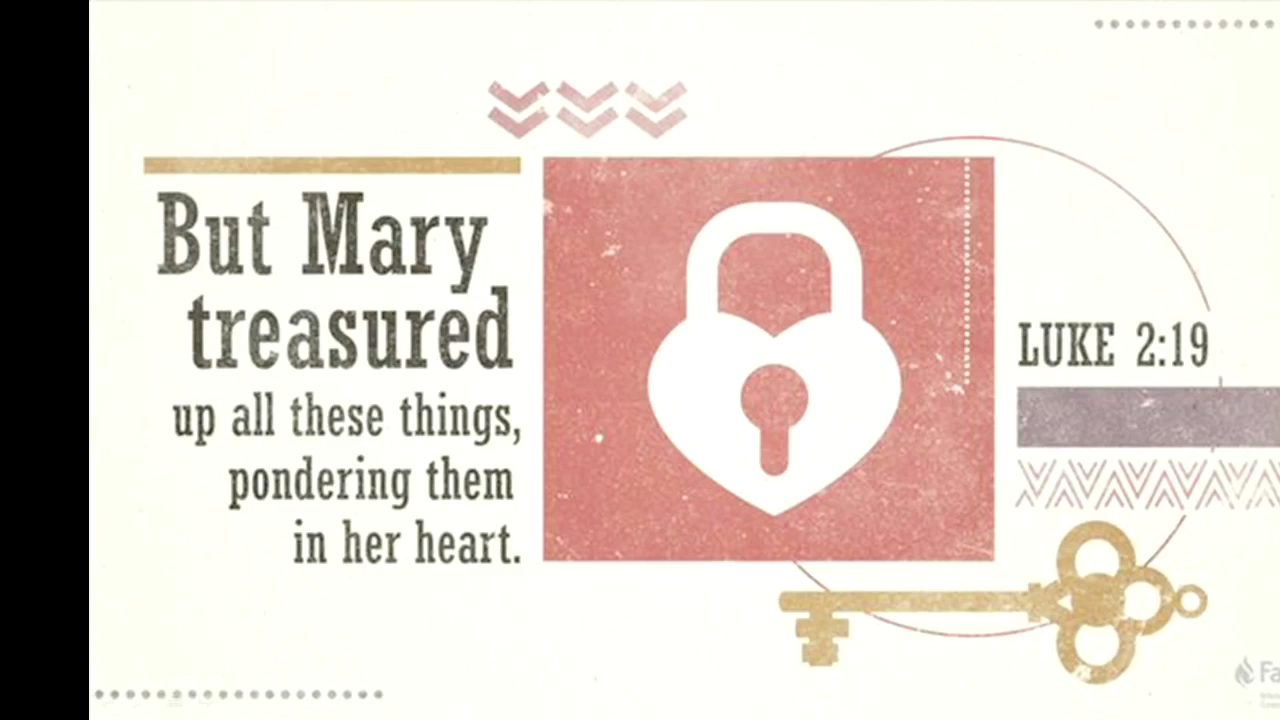 But Mary
treasured
up all these things,
pondering them
in her heart.
LUKE 2:19